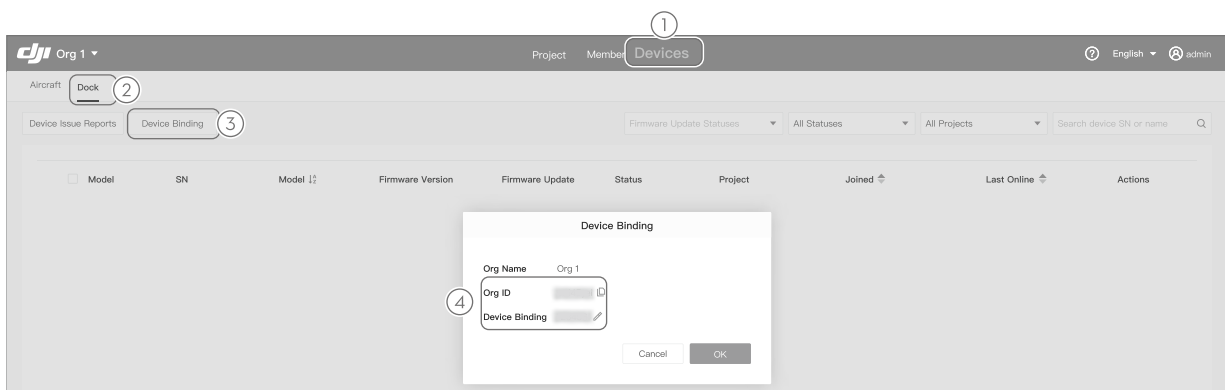 1
dji Org 1 Project Member Devices ? English admin
Aircraft Dock 2
Device Issue Reports Device Binding 3 Firmware Update Statuses All Statuses All Projects Search device SN or name
Model SN Model Firmware Version Firmware Update Status Project Joined Last Online Actions
Device Binding
Org Name Org 1
4
Org ID
Device Binding
Cancel OK